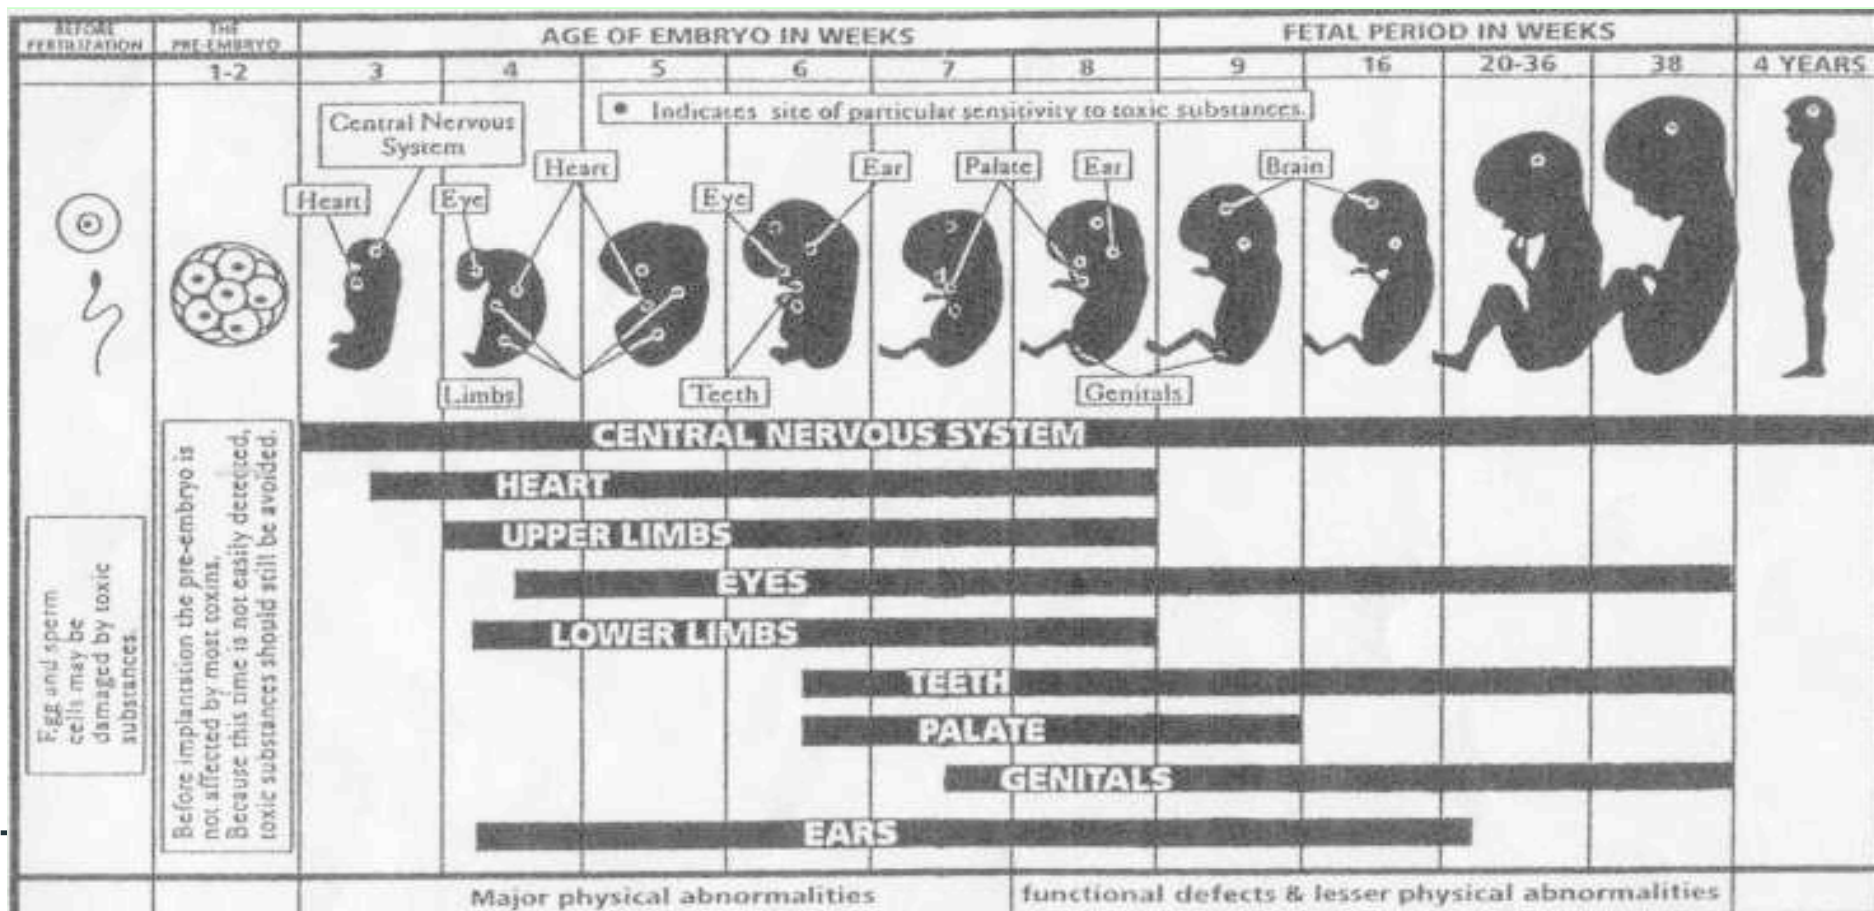 BEFORE
FERTILIZATION
THE
PRE-EMBRYO
AGE OF EMBRYO IN WEEKS
FETAL PERIOD IN WEEKS
1-2
3
4
5
6
7
8
9
16
20-36
38
4 YEARS
• Indicates site of particular sensitivity to toxic substances.
Central Nervous
System
Heart
Eye
Heart
Eye
Ear
Palate
Ear
Brain
Limbs
Teeth
Genitals
CENTRAL NERVOUS SYSTEM
HEART
UPPER LIMBS
EYES
LOWER LIMBS
TEETH
PALATE
GENITALS
EARS
Egg and sperm
cells may be
damaged by toxic
substances.
Before implantation the pre-embryo is
not affected by most toxins.
Because this time is not easily detected,
toxic substances should still be avoided.
Major physical abnormalities
functional defects & lesser physical abnormalities